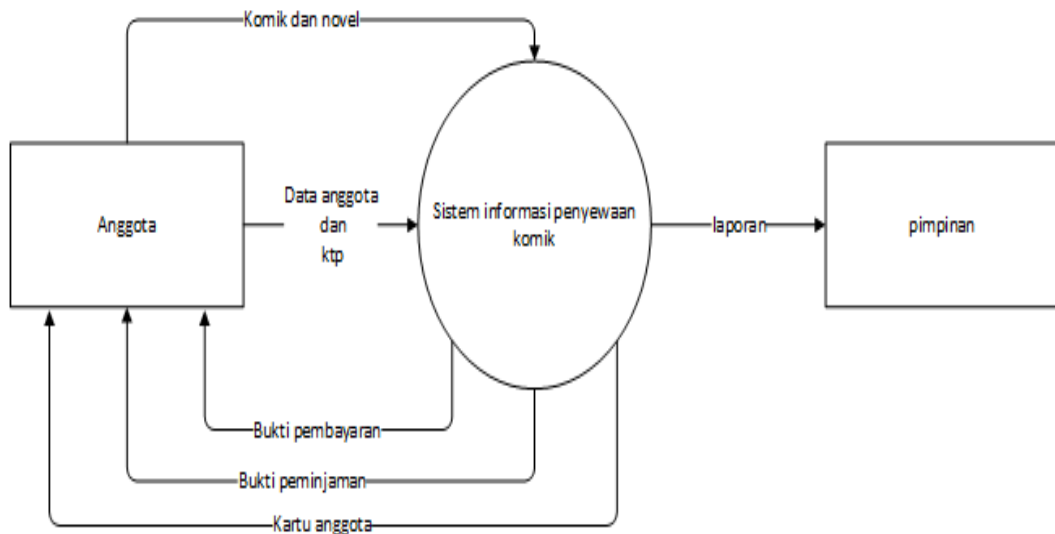 Komik dan novel
Anggota
Data anggota
dan
ktp
Sistem informasi penyewaan
komik
laporan
pimpinan
Bukti pembayaran
Bukti peminjaman
Kartu anggota